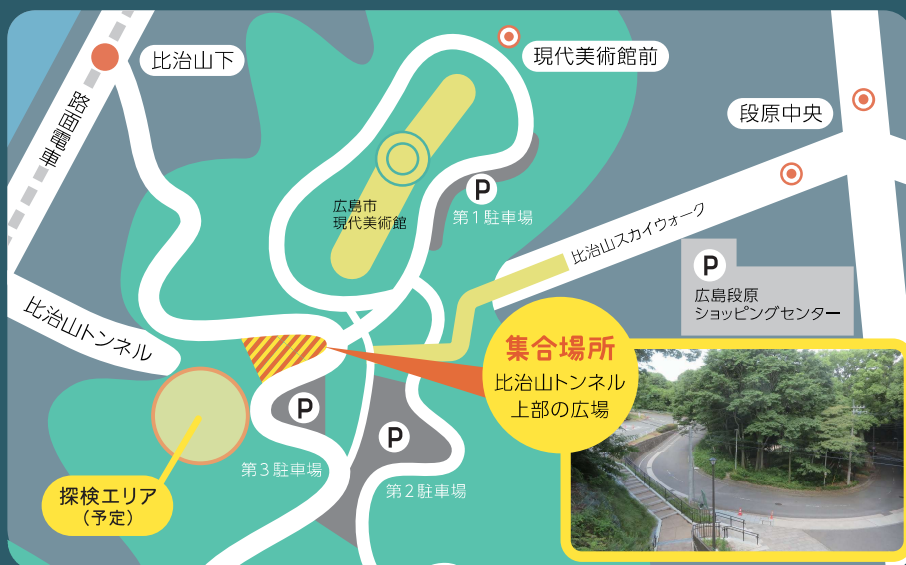 比治山下
路面電車
現代美術館前
段原中央
P
第1駐車場
広島市
現代美術館
比治山スカイウォーク
P
広島段原
ショッピングセンター
比治山トンネル
集合場所
比治山トンネル
上部の広場
P
第3駐車場
P
第2駐車場
探検エリア
(予定)